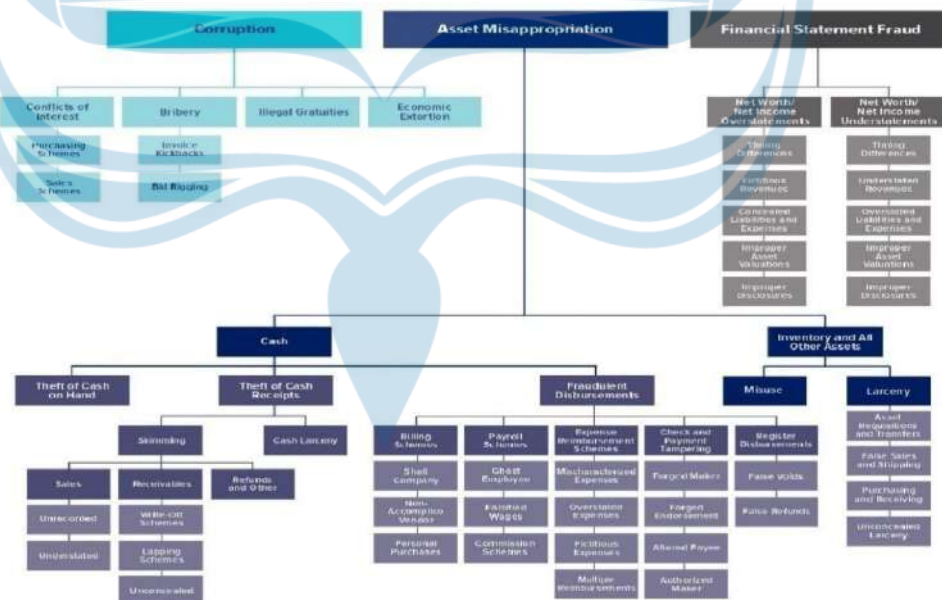 Corruption
Asset Misappropriation
Financial Statement Fraud
Conflicts of
Interest
Bribery
Illegal Gratuities
Economic
Extortion
Net Worth/
Net Income
Overstatements
Net Worth/
Net Income
Understatements
Purchasing
Schemes
Invoice
Kickbacks
Timing
Differences
Timing
Differences
Sales
Schemes
Bid Rigging
Fictitious
Revenues
Understated
Revenues
Concealed
Liabilities and
Expenses
Overstated
Liabilities and
Expenses
Improper
Asset
Valuations
Improper
Asset
Valuations
Improper
Disclosures
Improper
Disclosures
Cash
Inventory and All
Other Assets
Theft of Cash
on Hand
Theft of Cash
Receipts
Fraudulent
Disbursements
Misuse
Larceny
Skimming
Cash Larceny
Billing
Schemes
Payroll
Schemes
Expense
Reimbursement
Schemes
Check and
Payment
Tampering
Register
Disbursements
Asset
Requisitions
and Transfers
Sales
Receivables
Refunds
and Other
Shell
Company
Ghost
Employee
Mischaracterized
Expenses
Forged Maker
False Voids
False Sales
and Shipping
Unrecorded
Write-Off
Schemes
Non-
Accomplice
Vendor
Falsified
Wages
Overstated
Expenses
Forged
Endorsement
False Refunds
Purchasing
and Receiving
Understated
Lapping
Schemes
Personal
Purchases
Commission
Schemes
Fictitious
Expenses
Altered Payee
Unconcealed
Larceny
Unconcealed
Multiple
Reimbursements
Authorized
Maker